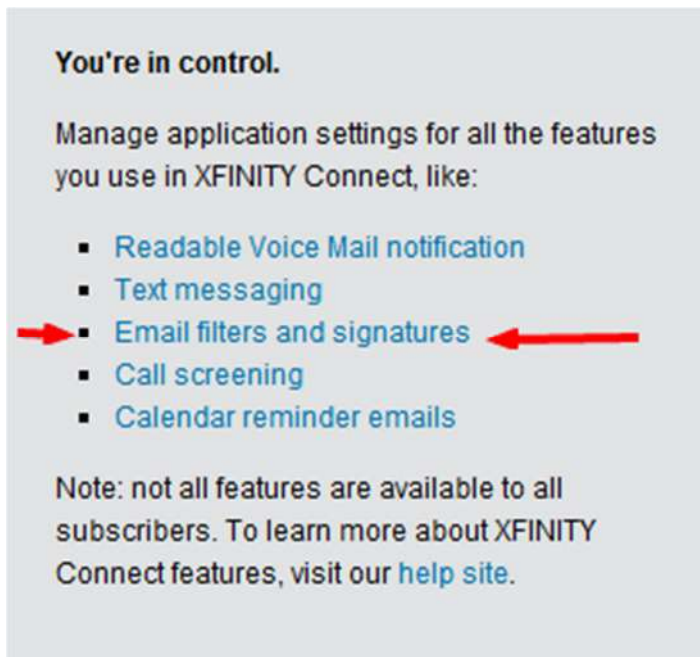 You're in control.
Manage application settings for all the features
you use in XFINITY Connect, like:
Readable Voice Mail notification
Text messaging
Email filters and signatures
Call screening
Calendar reminder emails
Note: not all features are available to all
subscribers. To learn more about XFINITY
Connect features, visit our help site.